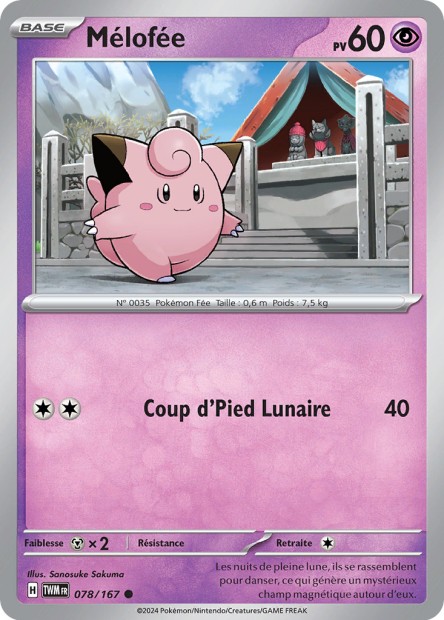 BASE
Mélofée
PV 60
N° 0035 Pokémon Fée Taille : 0,6 m Poids : 7,5 kg
Coup d'Pied Lunaire 40
Faiblesse ×2 Résistance Retraite
Illus. Sanosuke Sakuma
H TWM FR 078/167
Les nuits de pleine lune, ils se rassemblent
pour danser, ce qui génère un mystérieux
champ magnétique autour d'eux.
©2024 Pokémon/Nintendo/Creatures/GAME FREAK